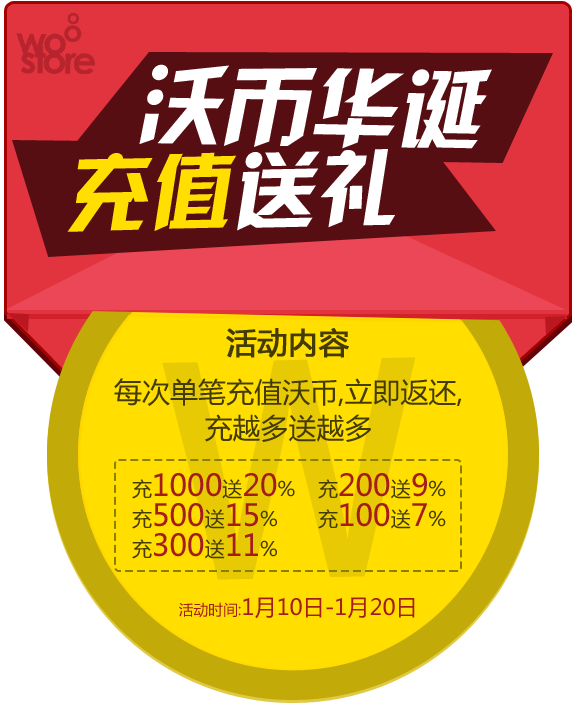 woo
store
沃币华诞
充值送礼
活动内容
每次单笔充值沃币,立即返还,
充越多送越多
充1000送20% 充200送9%
充500送15% 充100送7%
充300送11%
活动时间:1月10日-1月20日
W